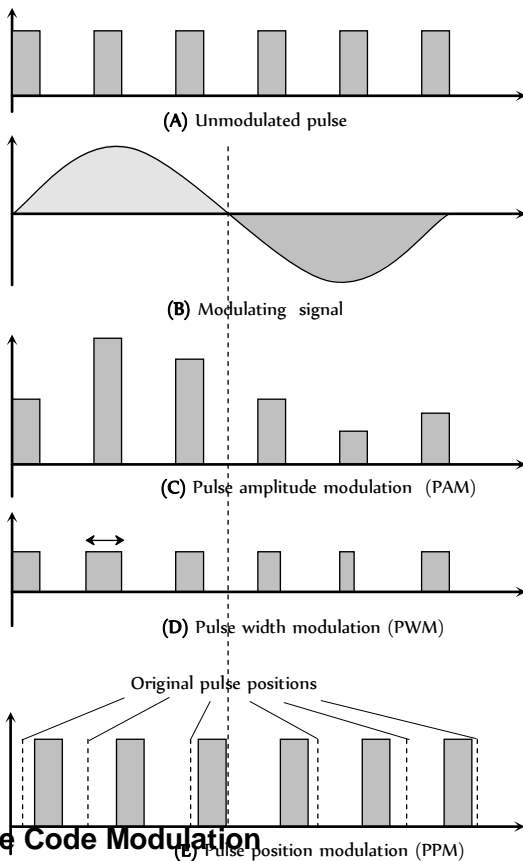 (A) Unmodulated pulse
(B) Modulating signal
(C) Pulse amplitude modulation (PAM)
(D) Pulse width modulation (PWM)
Original pulse positions
e Code Modulation
(E) Pulse position modulation (PPM)